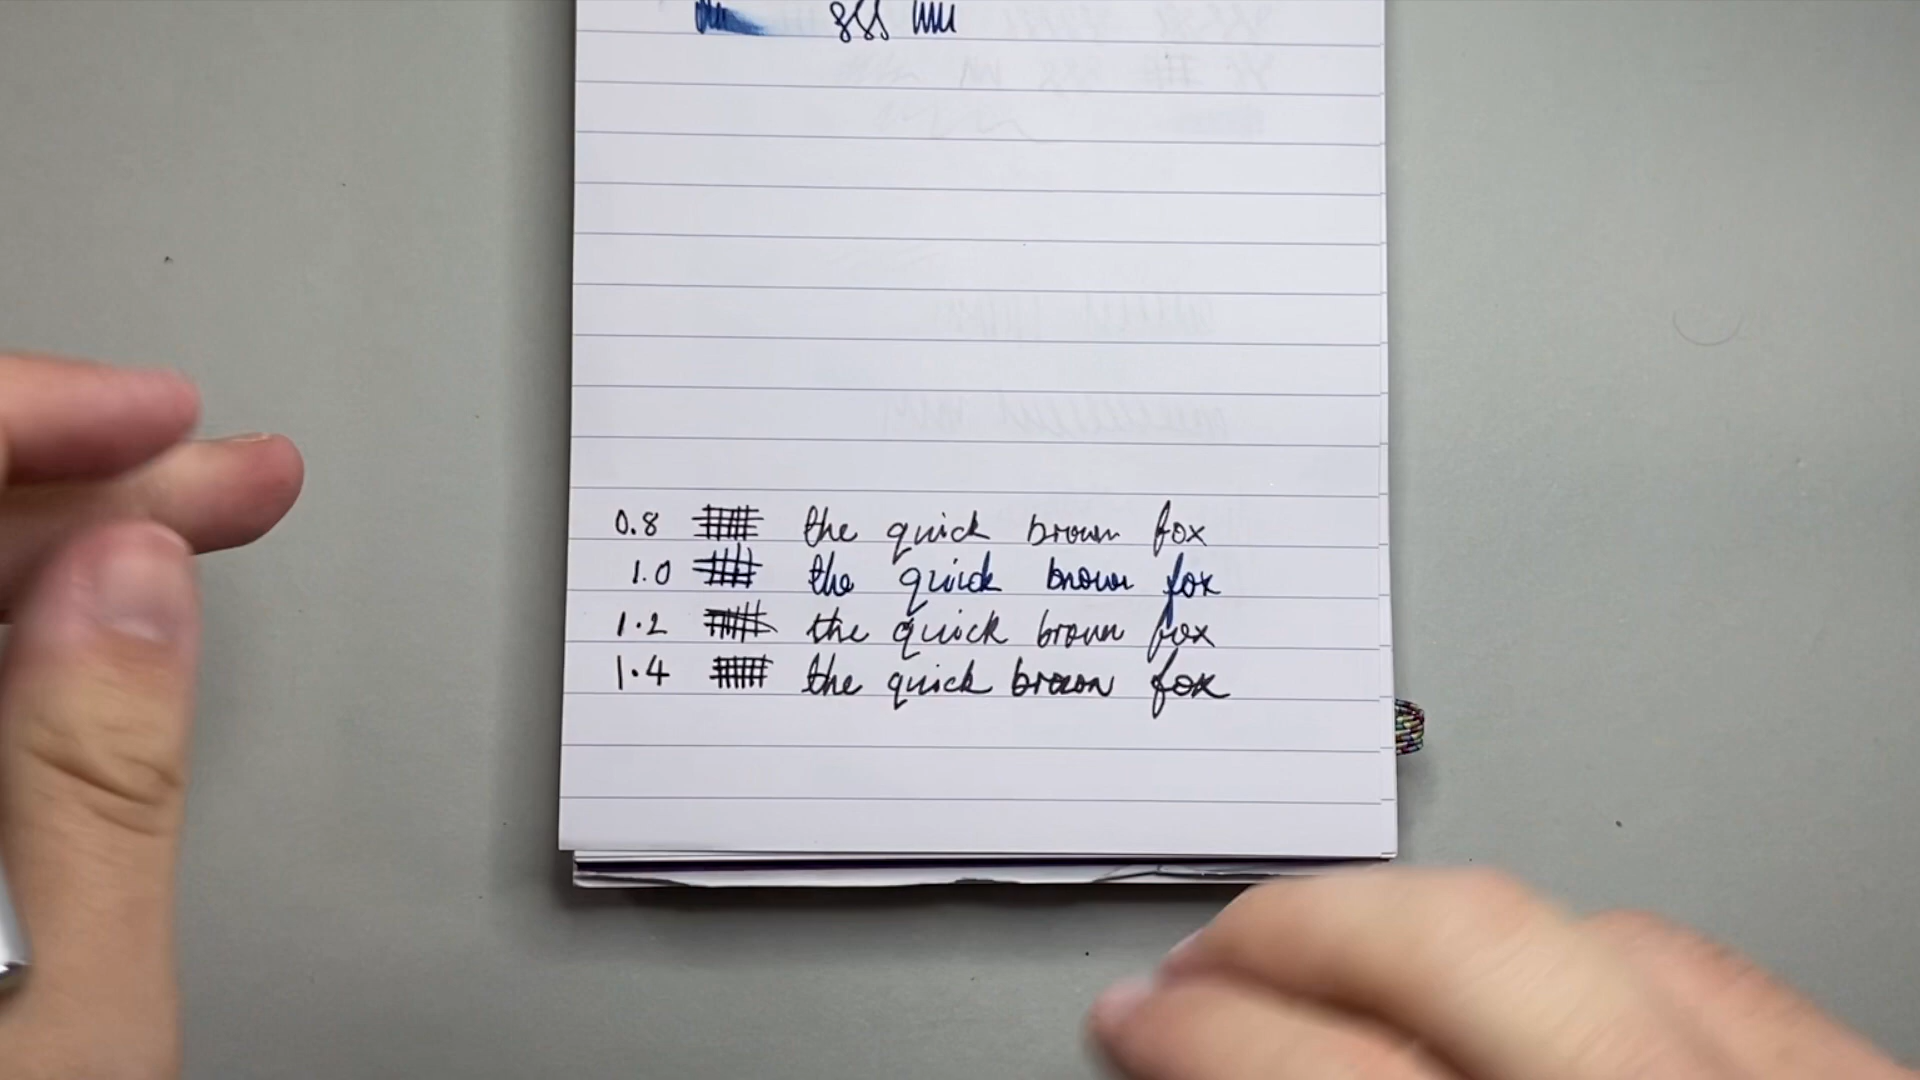 0.8 the quick brown fox
1.0 the quick brown fox
1.2 the quick brown fox
1.4 the quick brown fox